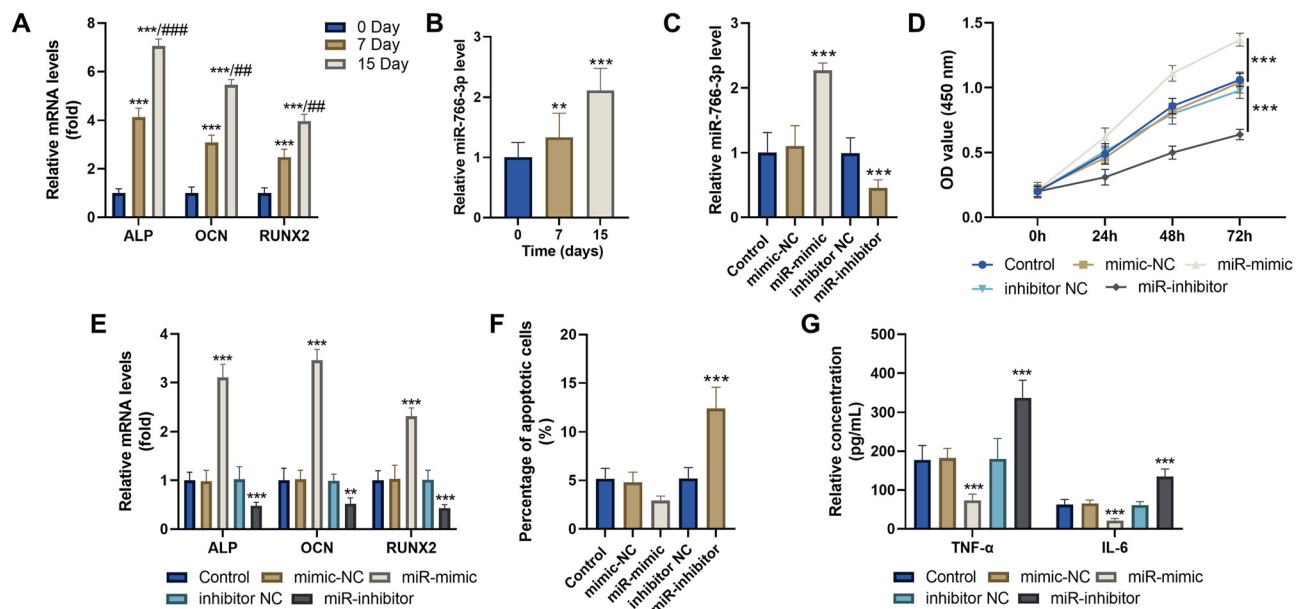 A
Relative mRNA levels
(fold)
8
6
4
2
0
***/###
***
***/##
***
***/##
***
ALP OCN RUNX2
0 Day
7 Day
15 Day
B
Relative miR-766-3p level
3
2
1
0
**
***
0 7 15
Time (days)
C
Relative miR-766-3p level
3
2
1
0
***
***
Control
mimic-NC
miR-mimic
inhibitor NC
miR-inhibitor
D
OD value (450 nm)
1.5
1.0
0.5
0.0
***
***
0h 24h 48h 72h
Control mimic-NC miR-mimic
inhibitor NC miR-inhibitor
E
Relative mRNA levels
(fold)
4
3
2
1
0
***
***
***
**
***
***
ALP OCN RUNX2
Control mimic-NC miR-mimic
inhibitor NC miR-inhibitor
F
Percentage of apoptotic cells
(%)
20
15
10
5
0
***
Control
mimic-NC
miR-mimic
inhibitor NC
miR-inhibitor
G
Relative concentration
(pg/mL)
500
400
300
200
100
0
***
***
***
***
TNF-α IL-6
Control mimic-NC miR-mimic
inhibitor NC miR-inhibitor